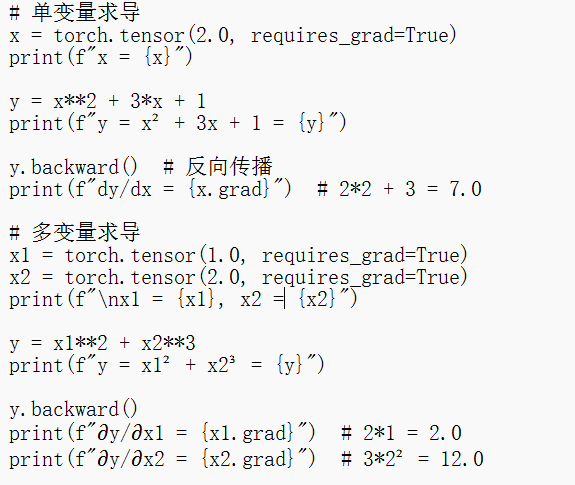 # 单变量求导
x = torch.tensor(2.0, requires_grad=True)
print(f"x = {x}")
y = x**2 + 3*x + 1
print(f"y = x² + 3x + 1 = {y}")
y.backward()  # 反向传播
print(f"dy/dx = {x.grad}")  # 2*2 + 3 = 7.0
# 多变量求导
x1 = torch.tensor(1.0, requires_grad=True)
x2 = torch.tensor(2.0, requires_grad=True)
print(f"\nx1 = {x1}, x2 = {x2}")
y = x1**2 + x2**3
print(f"y = x1² + x2³ = {y}")
y.backward()
print(f"∂y/∂x1 = {x1.grad}")  # 2*1 = 2.0
print(f"∂y/∂x2 = {x2.grad}")  # 3*2² = 12.0